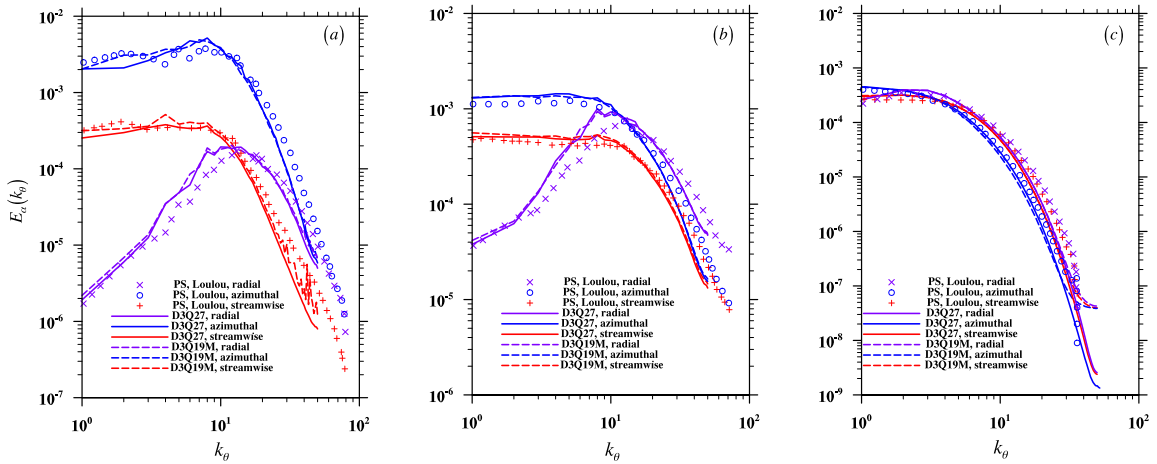 10^-2
10^-3
10^-4
10^-5
10^-6
10^-7
E_α(k_θ)
(a)
PS, Loulou, radial
PS, Loulou, azimuthal
PS, Loulou, streamwise
D3Q27, radial
D3Q27, azimuthal
D3Q27, streamwise
D3Q19M, radial
D3Q19M, azimuthal
D3Q19M, streamwise
10^0
10^1
10^2
k_θ
10^-2
10^-3
10^-4
10^-5
10^-6
(b)
PS, Loulou, radial
PS, Loulou, azimuthal
PS, Loulou, streamwise
D3Q27, radial
D3Q27, azimuthal
D3Q27, streamwise
D3Q19M, radial
D3Q19M, azimuthal
D3Q19M, streamwise
10^0
10^1
10^2
k_θ
10^-2
10^-3
10^-4
10^-5
10^-6
10^-7
10^-8
10^-9
(c)
PS, Loulou, radial
PS, Loulou, azimuthal
PS, Loulou, streamwise
D3Q27, radial
D3Q27, azimuthal
D3Q27, streamwise
D3Q19M, radial
D3Q19M, azimuthal
D3Q19M, streamwise
10^0
10^1
10^2
k_θ